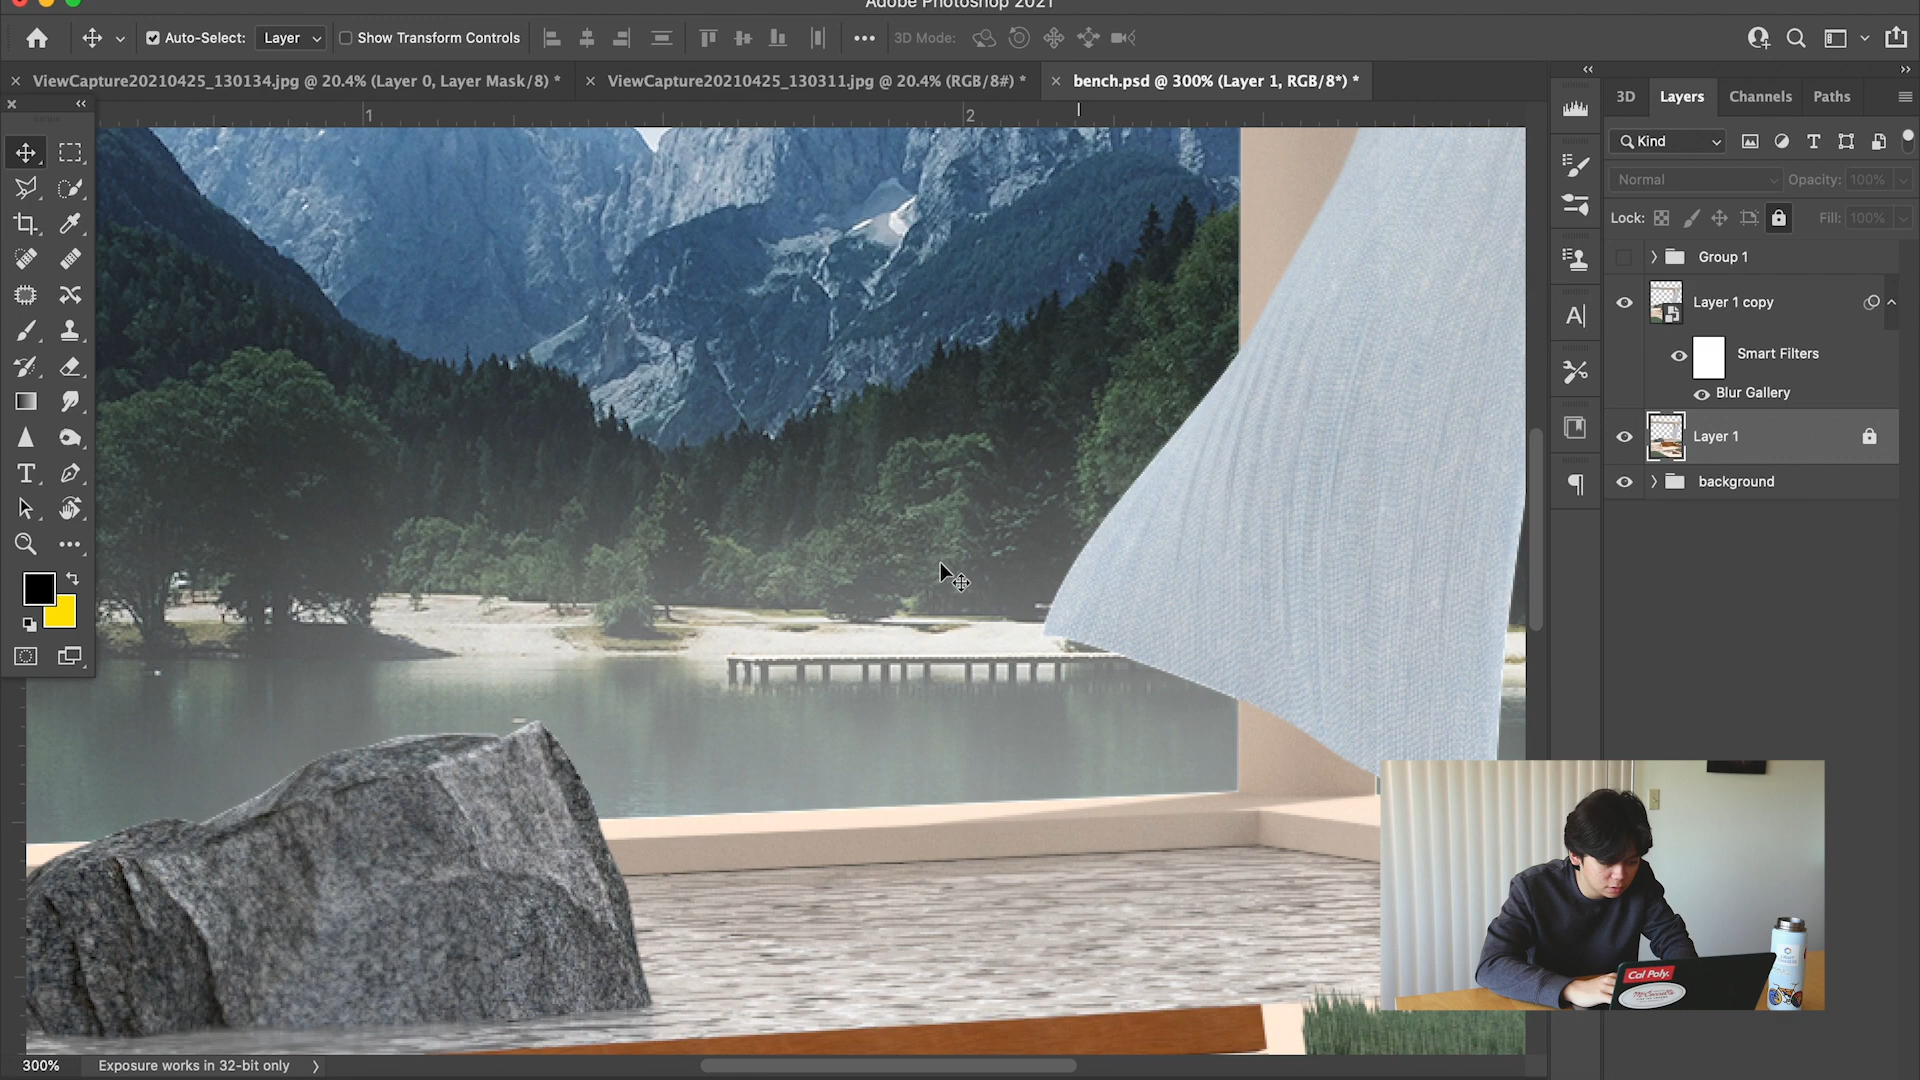 Adobe Photoshop 2021
Auto-Select: Layer Show Transform Controls 3D Mode:
ViewCapture20210425_130134.jpg @ 20.4% (Layer 0, Layer Mask/8) *
ViewCapture20210425_130311.jpg @ 20.4% (RGB/8#) *
bench.psd @ 300% (Layer 1, RGB/8*) *
1 2
3D Layers Channels Paths
Kind
Normal Opacity: 100%
Lock: Fill: 100%
Group 1
Layer 1 copy
Smart Filters
Blur Gallery
Layer 1
background
Cal Poly.
300% Exposure works in 32-bit only